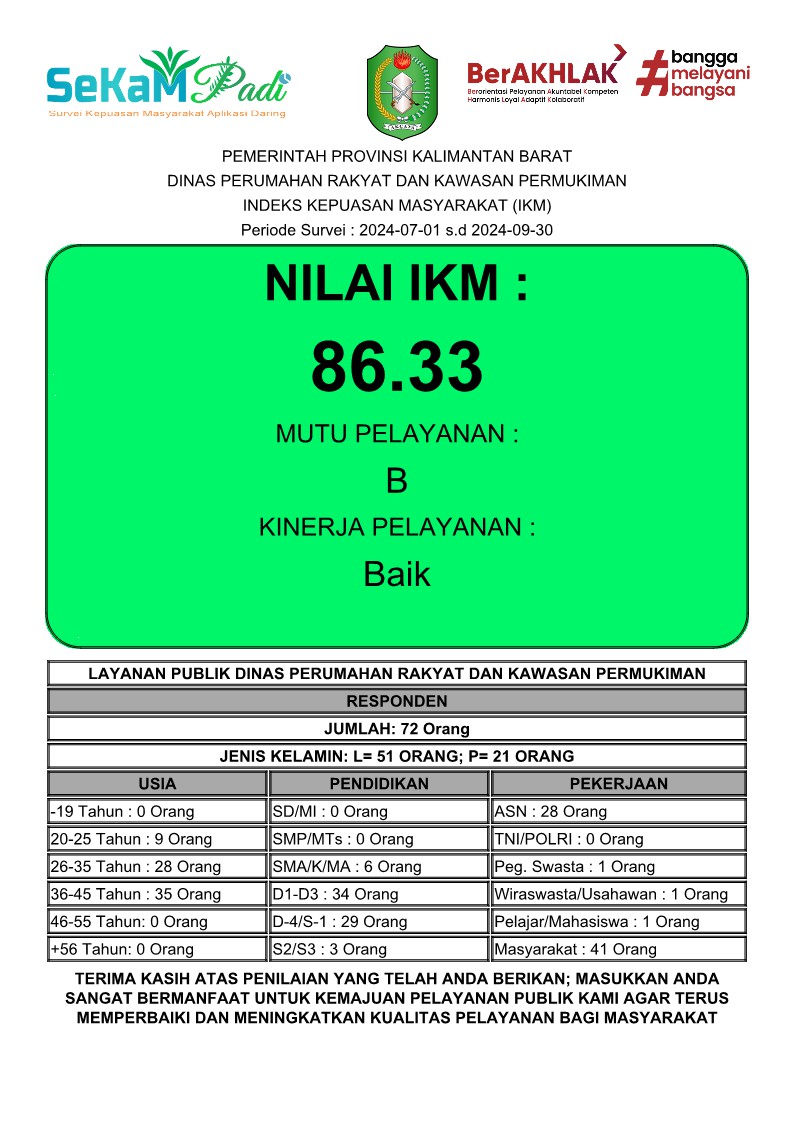 SeKaM Padi
Survei Kepuasan Masyarakat Aplikasi Daring
AKCAYA
BerAKHLAK
Berorientasi Pelayanan Akuntabel Kompeten
Harmonis Loyal Adaptif Kolaboratif
#bangga
melayani
bangsa
PEMERINTAH PROVINSI KALIMANTAN BARAT
DINAS PERUMAHAN RAKYAT DAN KAWASAN PERMUKIMAN
INDEKS KEPUASAN MASYARAKAT (IKM)
Periode Survei : 2024-07-01 s.d 2024-09-30
NILAI IKM :
86.33
MUTU PELAYANAN :
B
KINERJA PELAYANAN :
Baik
LAYANAN PUBLIK DINAS PERUMAHAN RAKYAT DAN KAWASAN PERMUKIMAN
RESPONDEN
JUMLAH: 72 Orang
JENIS KELAMIN: L= 51 ORANG; P= 21 ORANG
USIA PENDIDIKAN PEKERJAAN
-19 Tahun : 0 Orang SD/MI : 0 Orang ASN : 28 Orang
20-25 Tahun : 9 Orang SMP/MTs : 0 Orang TNI/POLRI : 0 Orang
26-35 Tahun : 28 Orang SMA/K/MA : 6 Orang Peg. Swasta : 1 Orang
36-45 Tahun : 35 Orang D1-D3 : 34 Orang Wiraswasta/Usahawan : 1 Orang
46-55 Tahun: 0 Orang D-4/S-1 : 29 Orang Pelajar/Mahasiswa : 1 Orang
+56 Tahun: 0 Orang S2/S3 : 3 Orang Masyarakat : 41 Orang
TERIMA KASIH ATAS PENILAIAN YANG TELAH ANDA BERIKAN; MASUKKAN ANDA
SANGAT BERMANFAAT UNTUK KEMAJUAN PELAYANAN PUBLIK KAMI AGAR TERUS
MEMPERBAIKI DAN MENINGKATKAN KUALITAS PELAYANAN BAGI MASYARAKAT